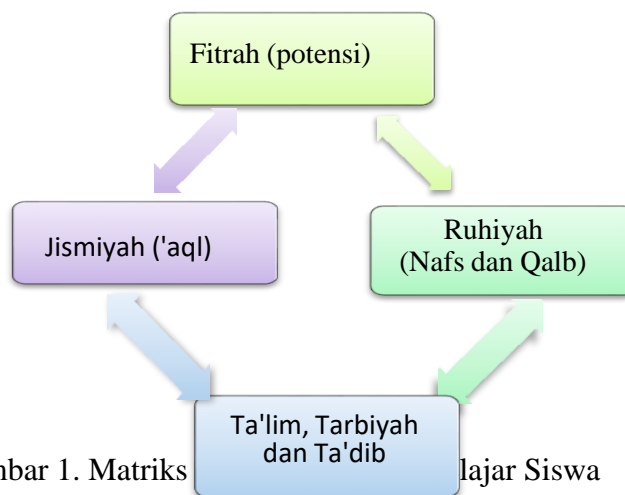 Fitrah (potensi)
Jismiyah ('aql)
Ruhiyah
(Nafs dan Qalb)
Ta'lim, Tarbiyah
dan Ta'dib
mbar 1. Matriks lajar Siswa